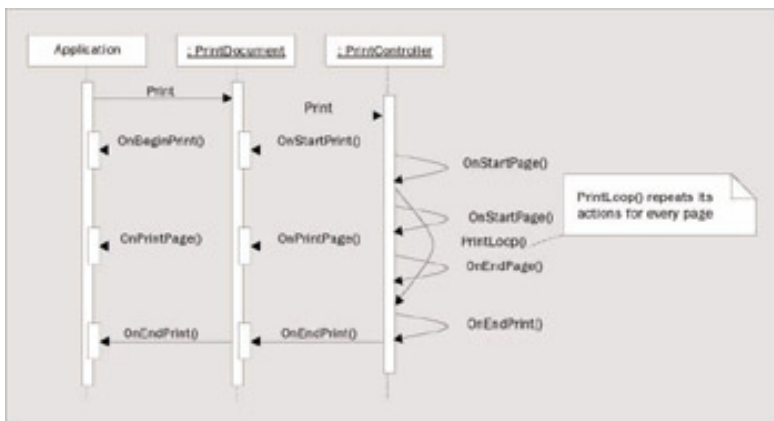 Application
: PrintDocument
: PrintController
Print
Print
OnBeginPrint()
OnStartPrint()
OnStartPage()
PrintLoop() repeats its
actions for every page
OnStartPage()
OnPrintPage()
OnPrintPage()
PrintLoop()
OnEndPage()
OnEndPrint()
OnEndPrint()
OnEndPrint()